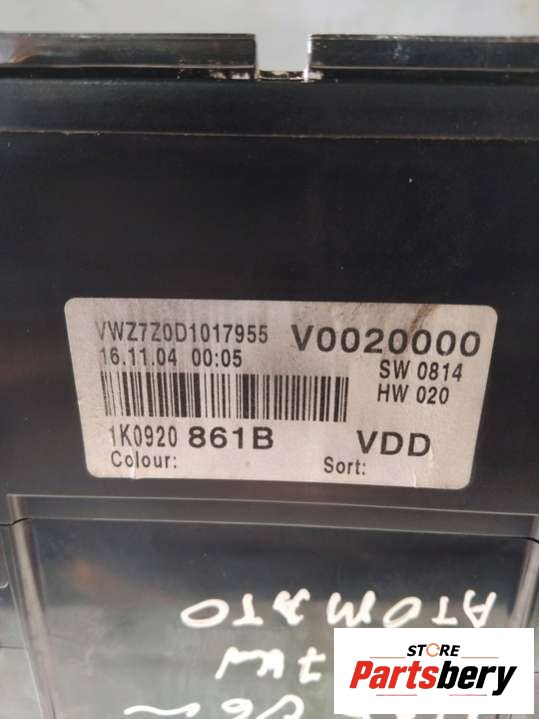 VWZ7Z0D1017955 V0020000
16.11.04 00:05 SW 0814
HW 020
1K0920 861B VDD
Colour: Sort:
ATOMATO
STORE
Partsbery